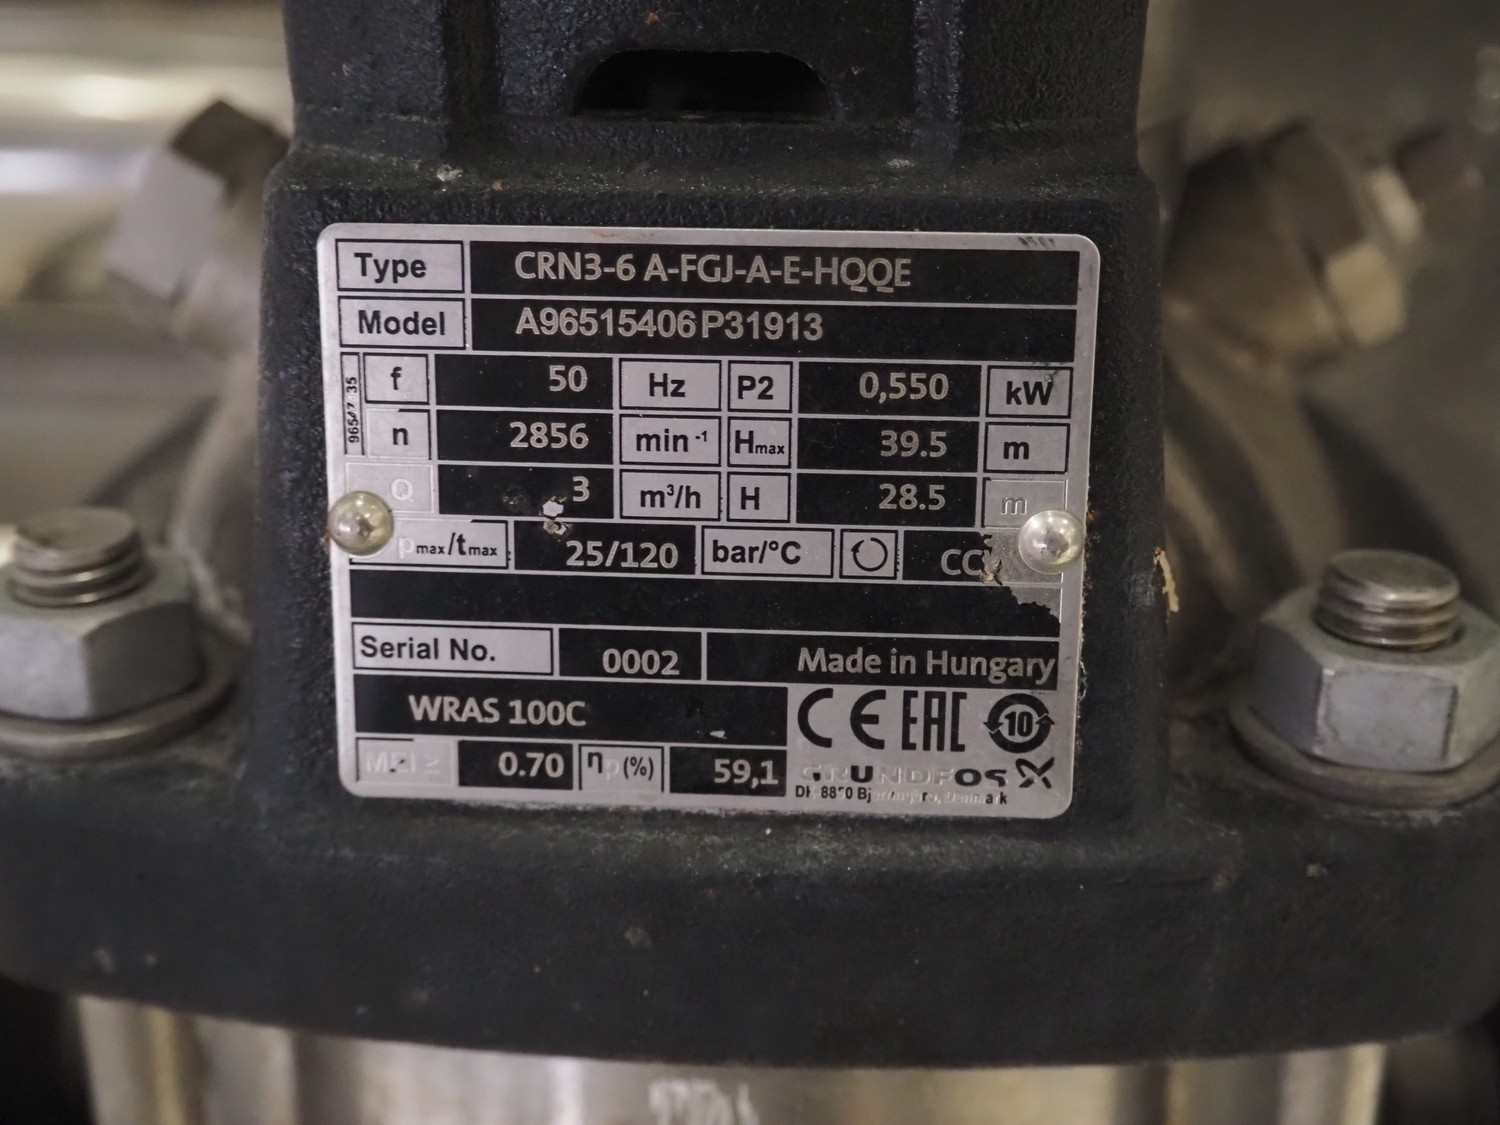 Type CRN3-6 A-FGJ-A-E-HQQE
Model A96515406P31913
f 50 Hz P2 0,550 kW
n 2856 min⁻¹ Hmax 39.5 m
Q 3 m³/h H 28.5 m
pmax/tmax 25/120 bar/°C
Serial No. 0002 Made in Hungary
WRAS 100C CE EAC 10
0.70 ηp(%) 59,1 GRUNDFOS